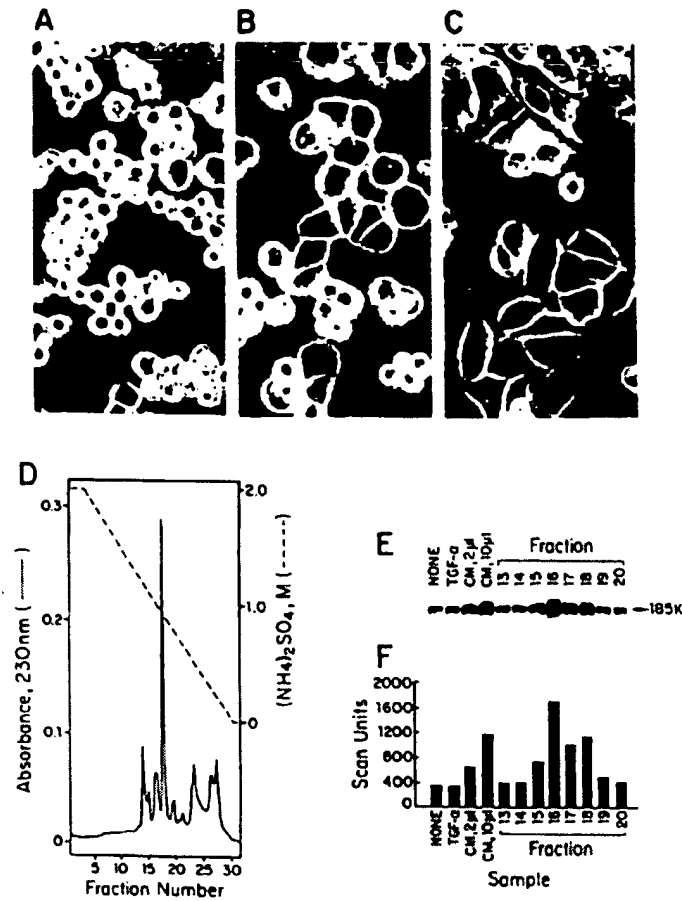 A
B
C
D
0.3
0.2
0.1
0
Absorbance, 230nm (——)
2.0
1.0
0
(NH4)2SO4, M (-----)
5 10 15 20 25 30
Fraction Number
E
NONE
TGF-α
CM, 2μl
CM, 10μl
Fraction
13 14 15 16 17 18 19 20
←185K
F
2000
1600
1200
800
400
0
Scan Units
NONE
TGF-α
CM, 2μl
CM, 10μl
13 14 15 16 17 18 19 20
Fraction
Sample